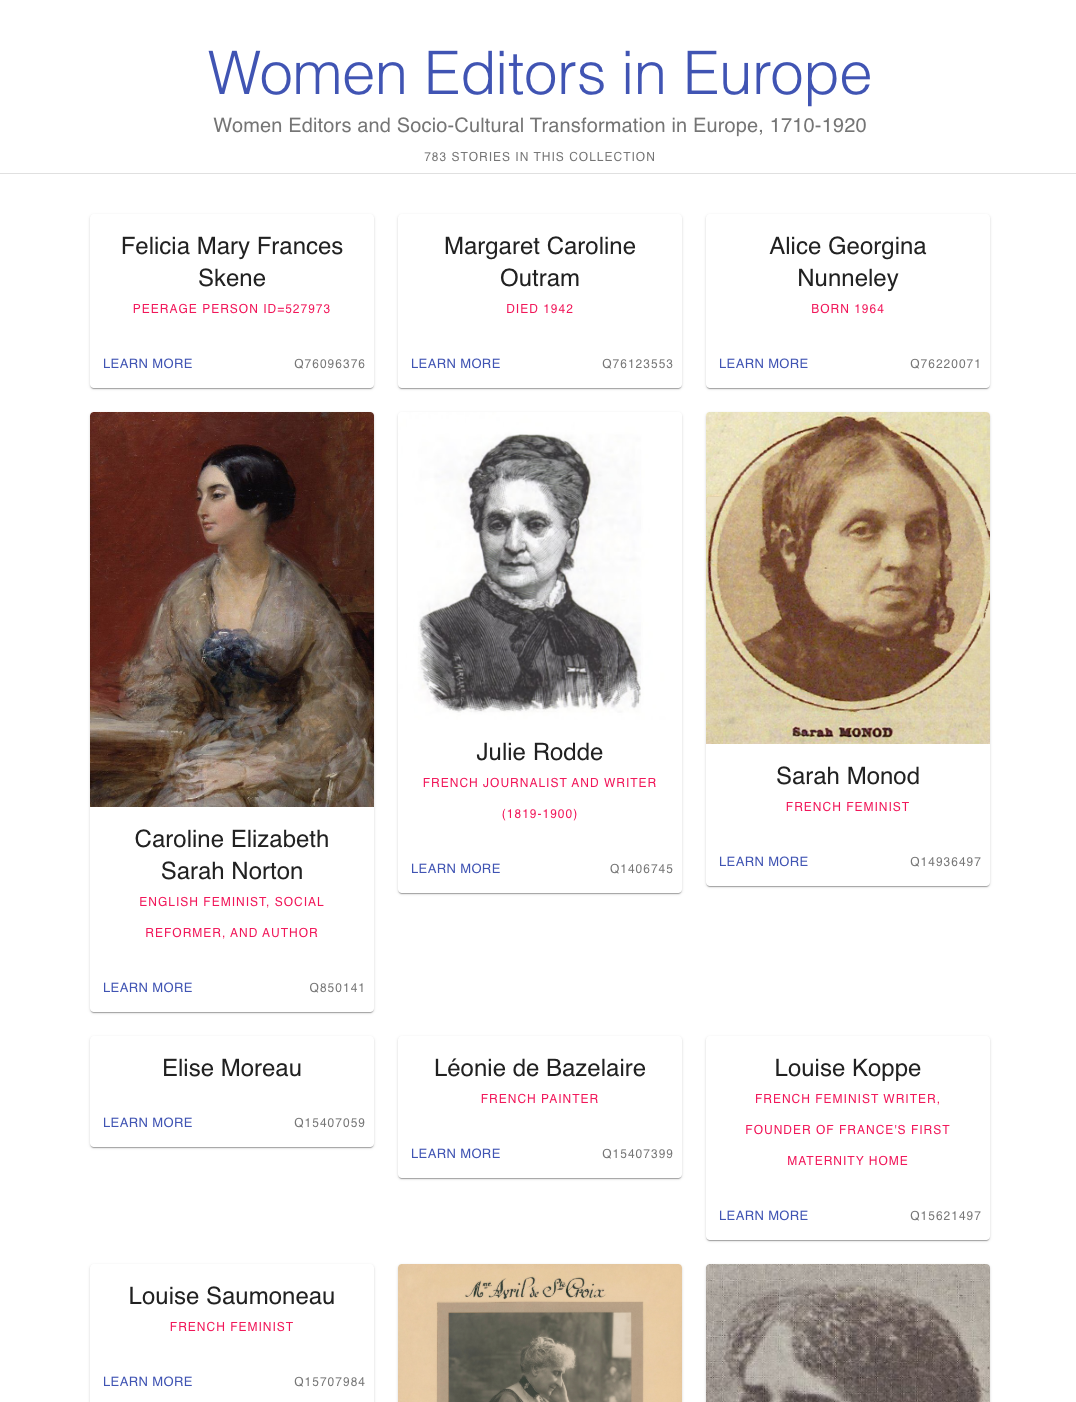 Women Editors in Europe
Women Editors and Socio-Cultural Transformation in Europe, 1710-1920
783 STORIES IN THIS COLLECTION
Felicia Mary Frances
Skene
PEERAGE PERSON ID=527973
LEARN MORE
Q76096376
Margaret Caroline
Outram
DIED 1942
LEARN MORE
Q76123553
Alice Georgina
Nunneley
BORN 1964
LEARN MORE
Q76220071
Caroline Elizabeth
Sarah Norton
ENGLISH FEMINIST, SOCIAL
REFORMER, AND AUTHOR
LEARN MORE
Q850141
Julie Rodde
FRENCH JOURNALIST AND WRITER
(1819-1900)
LEARN MORE
Q1406745
Sarah MONOD
Sarah Monod
FRENCH FEMINIST
LEARN MORE
Q14936497
Elise Moreau
LEARN MORE
Q15407059
Léonie de Bazelaire
FRENCH PAINTER
LEARN MORE
Q15407399
Louise Koppe
FRENCH FEMINIST WRITER,
FOUNDER OF FRANCE'S FIRST
MATERNITY HOME
LEARN MORE
Q15621497
Louise Saumoneau
FRENCH FEMINIST
LEARN MORE
Q15707984
Mme Avril de Ste Croix